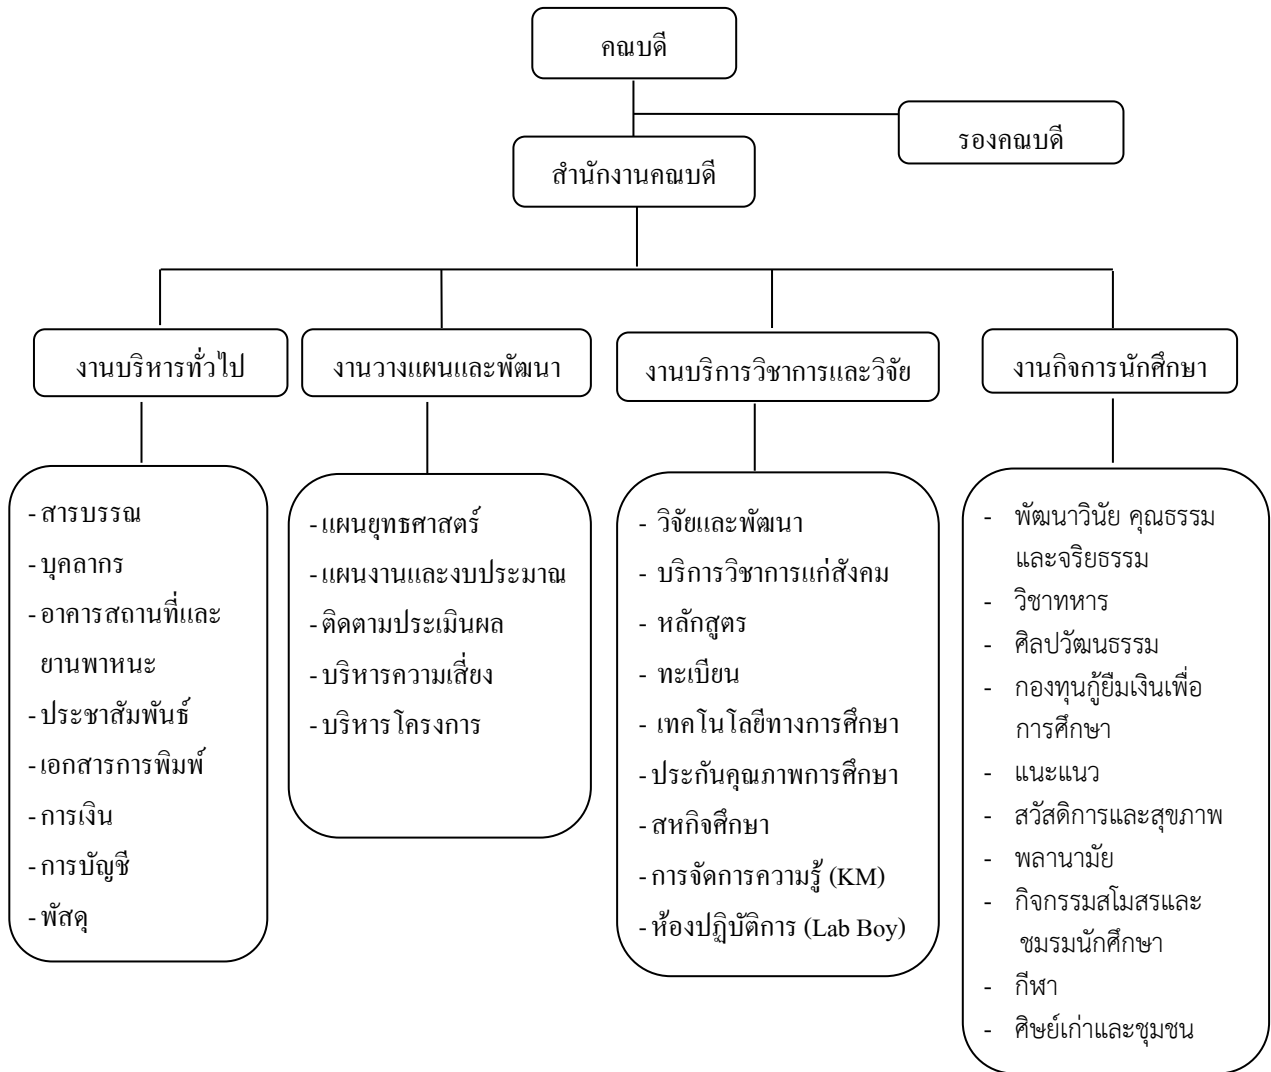 คณบดี
รองคณบดี
สำนักงานคณบดี
งานบริหารทั่วไป
งานวางแผนและพัฒนา
งานบริการวิชาการและวิจัย
งานกิจการนักศึกษา
-สารบรรณ
-บุคลากร
-อาคารสถานที่และ
ยานพาหนะ
-ประชาสัมพันธ์
-เอกสารการพิมพ์
-การเงิน
-การบัญชี
-พัสดุ
-แผนยุทธศาสตร์
-แผนงานและงบประมาณ
-ติดตามประเมินผล
-บริหารความเสี่ยง
-บริหารโครงการ
- วิจัยและพัฒนา
- บริการวิชาการแก่สังคม
- หลักสูตร
- ทะเบียน
- เทคโนโลยีทางการศึกษา
-ประกันคุณภาพการศึกษา
- สหกิจศึกษา
-การจัดการความรู้ (KM)
-ห้องปฏิบัติการ (Lab Boy)
- พัฒนาวินัย คุณธรรม
และจริยธรรม
- วิชาทหาร
- ศิลปวัฒนธรรม
- กองทุนกู้ยืมเงินเพื่อ
การศึกษา
- แนะแนว
- สวัสดิการและสุขภาพ
- พลานามัย
- กิจกรรมสโมสรและ
ชมรมนักศึกษา
- กีฬา
- ศิษย์เก่าและชุมชน